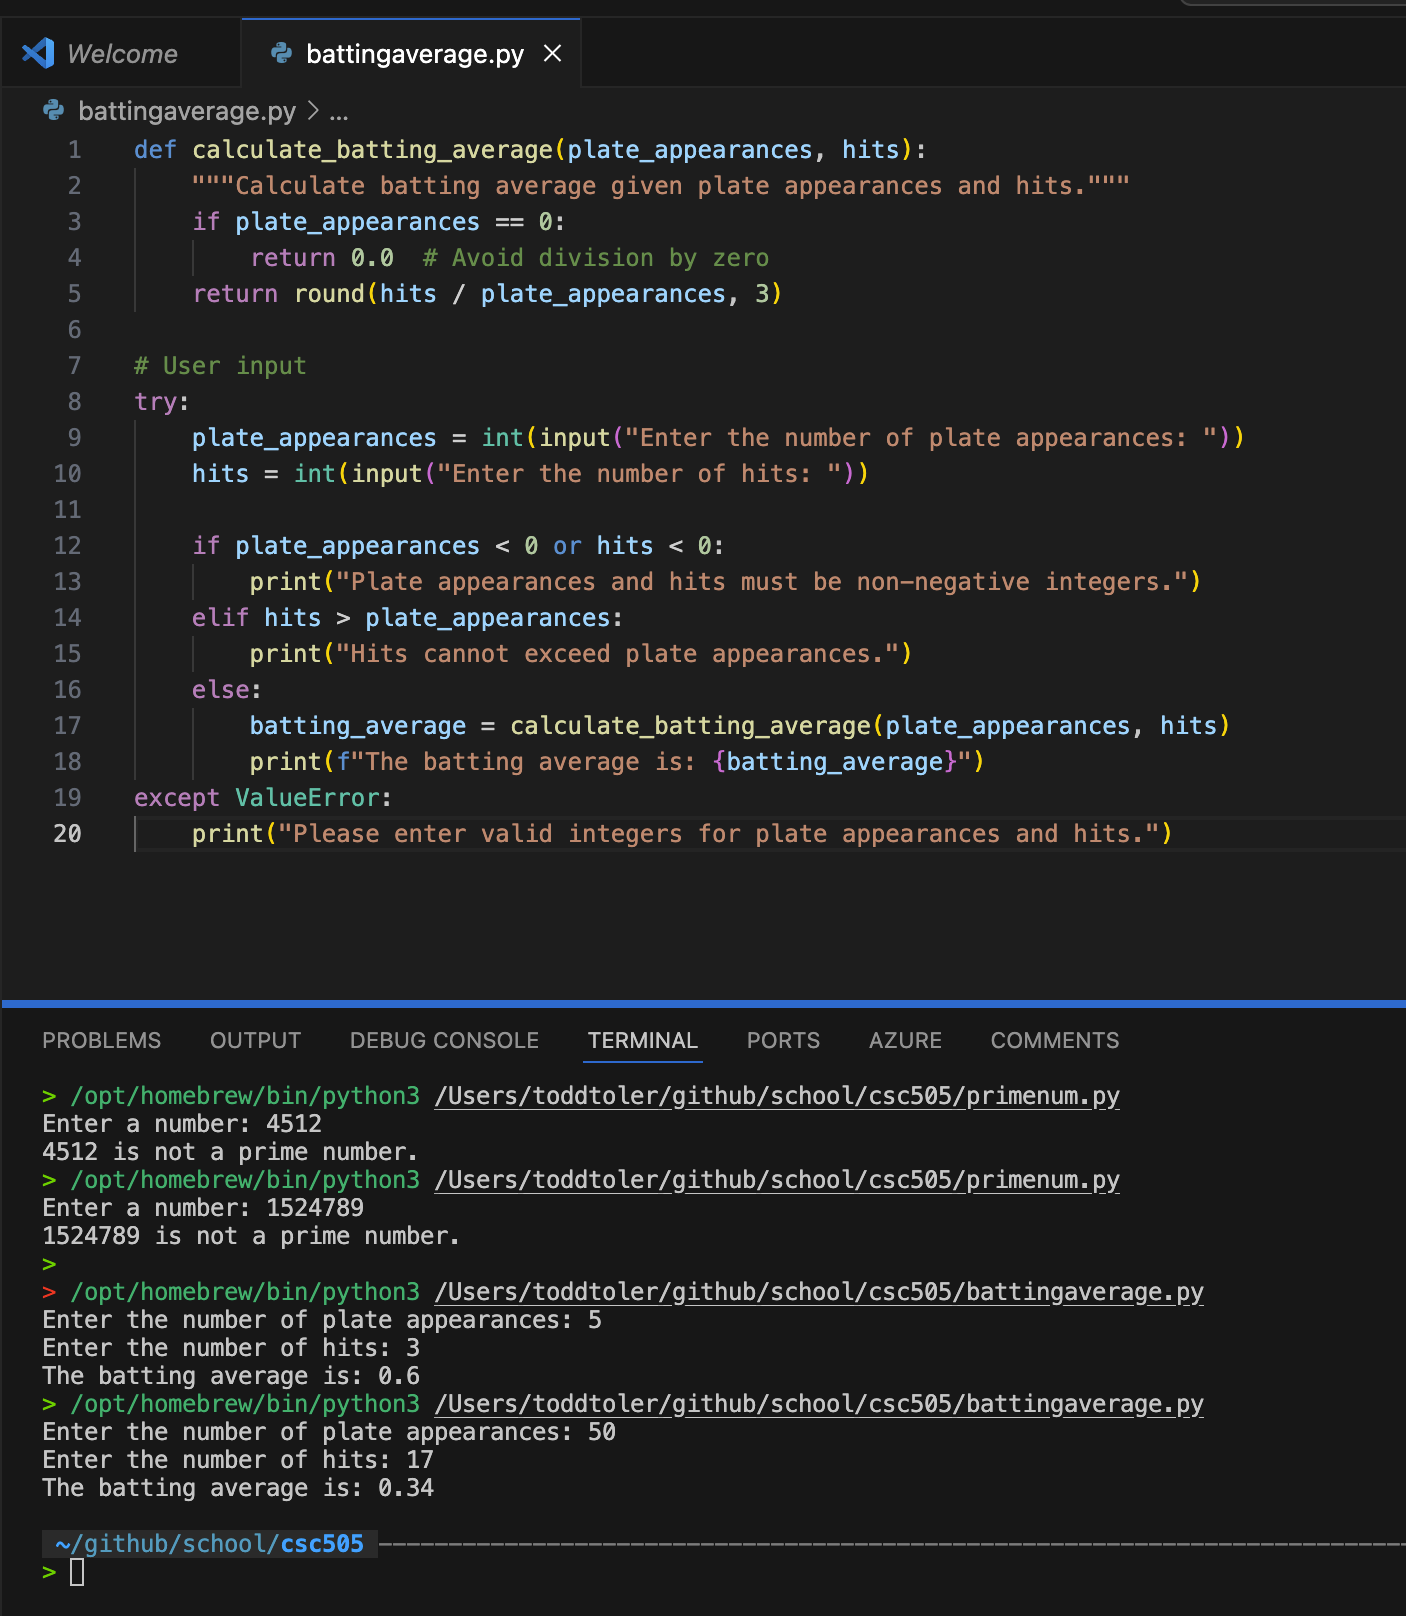 Welcome
battingaverage.py
battingaverage.py > ...
1 def calculate_batting_average(plate_appearances, hits):
2     """Calculate batting average given plate appearances and hits."""
3     if plate_appearances == 0:
4         return 0.0  # Avoid division by zero
5     return round(hits / plate_appearances, 3)
6
7 # User input
8 try:
9     plate_appearances = int(input("Enter the number of plate appearances: "))
10     hits = int(input("Enter the number of hits: "))
11
12     if plate_appearances < 0 or hits < 0:
13         print("Plate appearances and hits must be non-negative integers.")
14     elif hits > plate_appearances:
15         print("Hits cannot exceed plate appearances.")
16     else:
17         batting_average = calculate_batting_average(plate_appearances, hits)
18         print(f"The batting average is: {batting_average}")
19 except ValueError:
20     print("Please enter valid integers for plate appearances and hits.")
PROBLEMS OUTPUT DEBUG CONSOLE TERMINAL PORTS AZURE COMMENTS
> /opt/homebrew/bin/python3 /Users/toddtoler/github/school/csc505/primenum.py
Enter a number: 4512
4512 is not a prime number.
> /opt/homebrew/bin/python3 /Users/toddtoler/github/school/csc505/primenum.py
Enter a number: 1524789
1524789 is not a prime number.
>
> /opt/homebrew/bin/python3 /Users/toddtoler/github/school/csc505/battingaverage.py
Enter the number of plate appearances: 5
Enter the number of hits: 3
The batting average is: 0.6
> /opt/homebrew/bin/python3 /Users/toddtoler/github/school/csc505/battingaverage.py
Enter the number of plate appearances: 50
Enter the number of hits: 17
The batting average is: 0.34
~/github/school/csc505
>